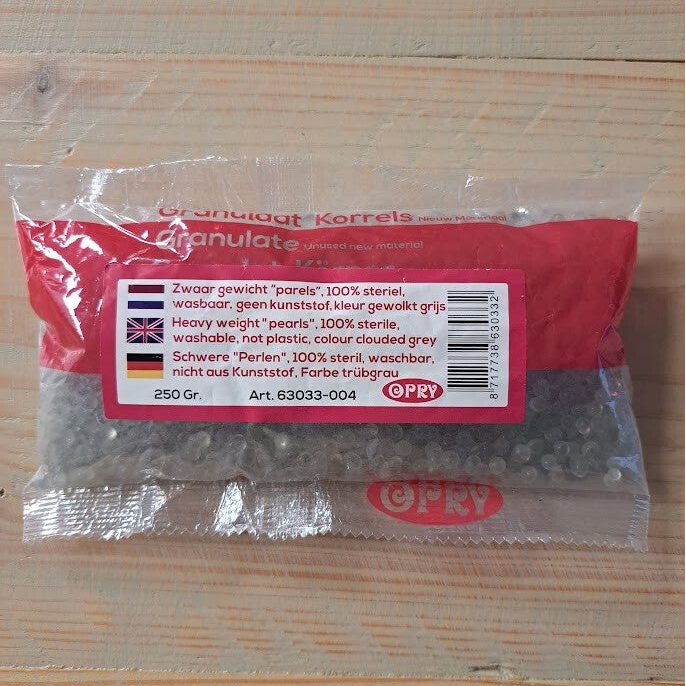 Granulaat Korrels Nieuw Materiaal
Granulate Unused new material
Zwaar gewicht "parels", 100% steriel,
wasbaar, geen kunststof, kleur gewolkt grijs
Heavy weight "pearls", 100% sterile,
washable, not plastic, colour clouded grey
Schwere "Perlen", 100% steril, waschbar,
nicht aus Kunststof, Farbe trübgrau
250 Gr. Art. 63033-004 OPRY
8 717738 630332
OPRY